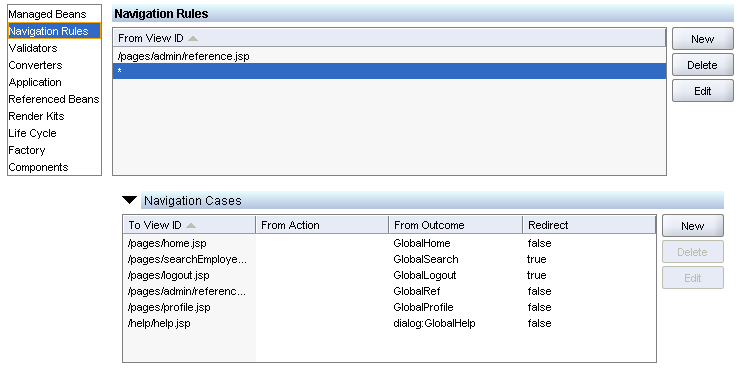 Managed Beans
Navigation Rules
Validators
Converters
Application
Referenced Beans
Render Kits
Life Cycle
Factory
Components
Navigation Rules
From View ID
/pages/admin/reference.jsp
*
New
Delete
Edit
Navigation Cases
To View ID From Action From Outcome Redirect
/pages/home.jsp GlobalHome false
/pages/searchEmploye... GlobalSearch true
/pages/logout.jsp GlobalLogout true
/pages/admin/referenc... GlobalRef false
/pages/profile.jsp GlobalProfile false
/help/help.jsp dialog:GlobalHelp false
New
Delete
Edit